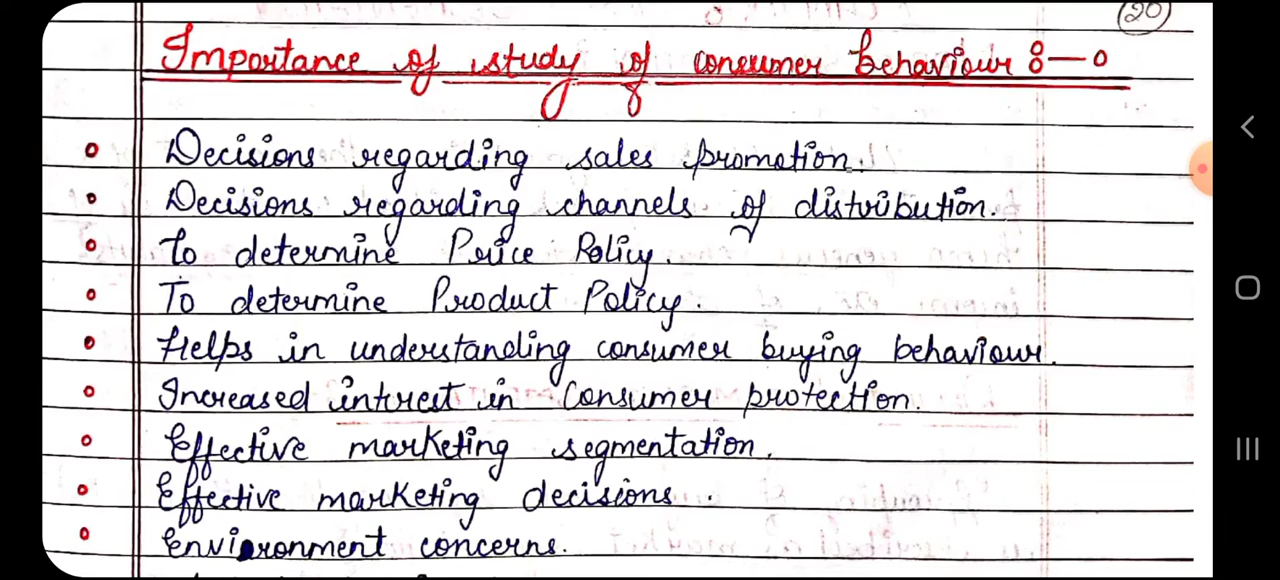 20
Importance of study of consumer behaviour :-
Decisions regarding sales promotion.
Decisions regarding channels of distribution.
To determine Price Policy.
To determine Product Policy.
Helps in understanding consumer buying behaviour.
Increased interest in consumer protection.
Effective marketing segmentation.
Effective marketing decisions.
Environment concerns.